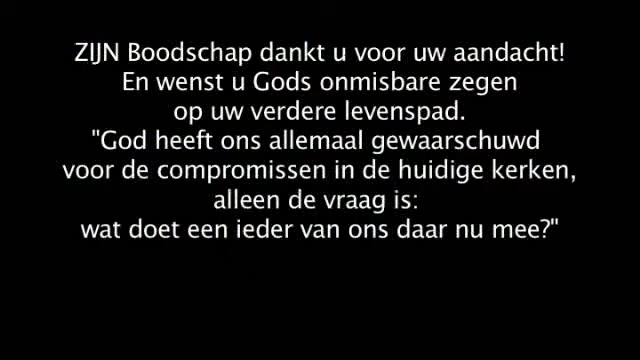 ZIJN Boodschap dankt u voor uw aandacht!
En wenst u Gods onmisbare zegen
op uw verdere levenspad.
"God heeft ons allemaal gewaarschuwd
voor de compromissen in de huidige kerken,
alleen de vraag is:
wat doet een ieder van ons daar nu mee?"